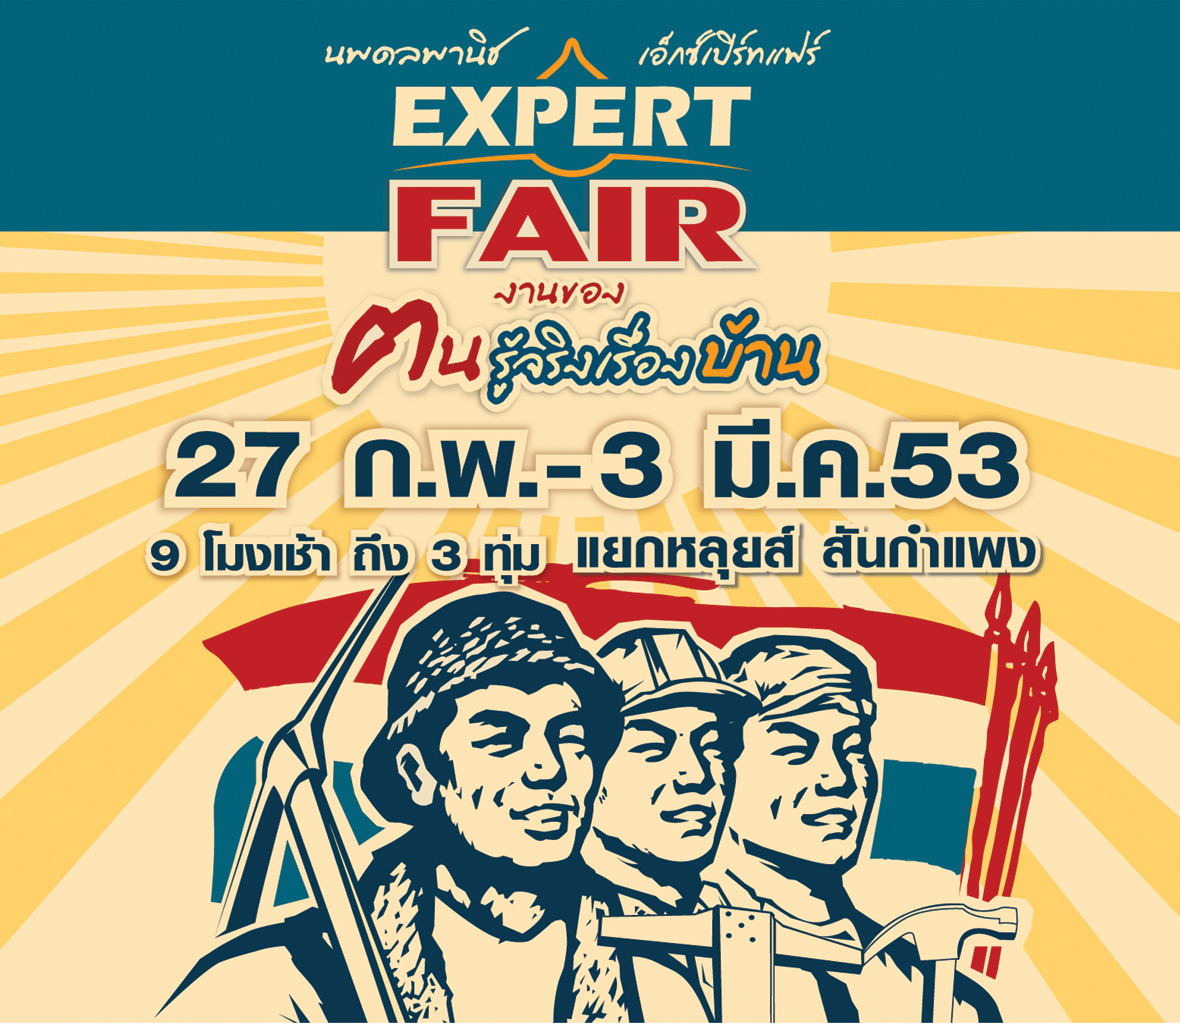 นพดลพานิช เอ็กซ์เปิร์ทแฟร์
EXPERT
FAIR
งานของ
คนรู้จริงเรื่องบ้าน
27 ก.พ.-3 มี.ค.53
9 โมงเช้า ถึง 3 ทุ่ม แยกหลุยส์ สันกำแพง